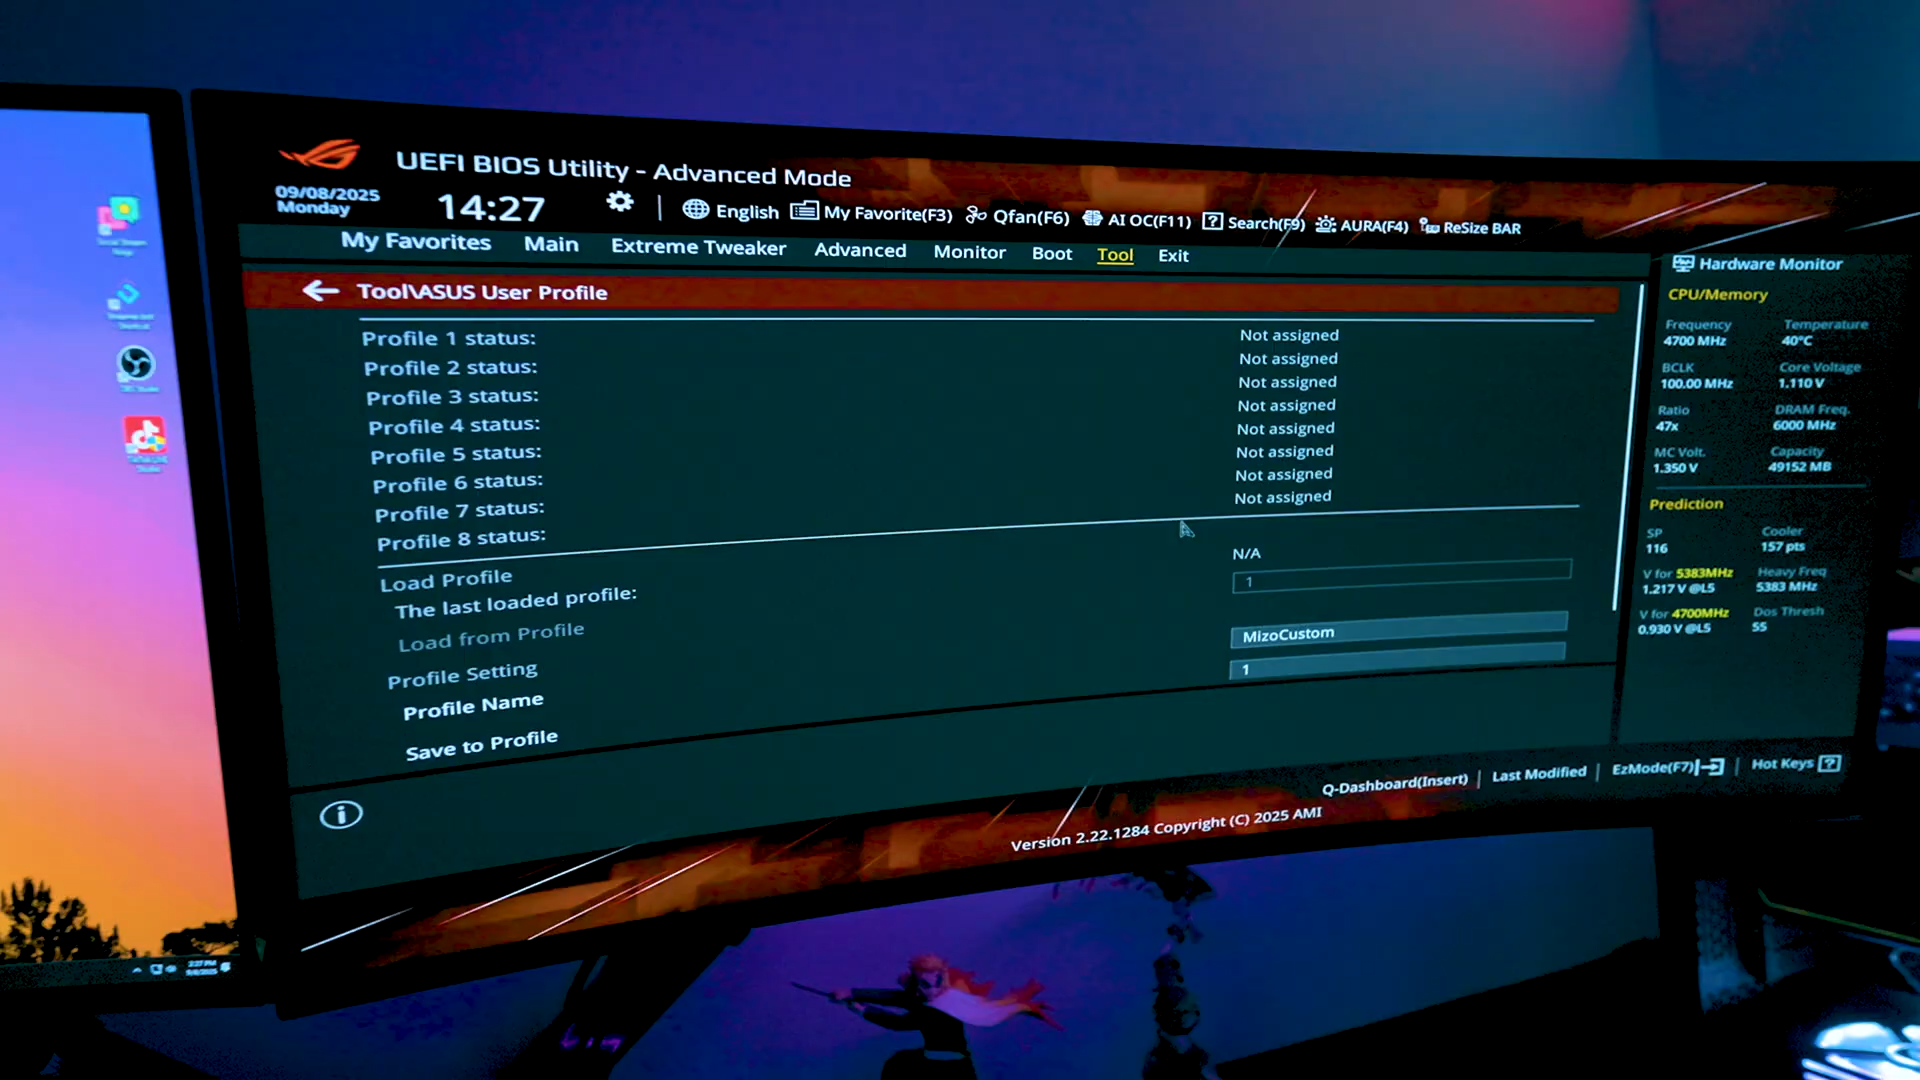 UEFI BIOS Utility - Advanced Mode
09/08/2025
Monday
14:27
English
My Favorite(F3)
Qfan(F6)
AI OC(F11)
Search(F9)
AURA(F4)
ReSize BAR
My Favorites
Main
Extreme Tweaker
Advanced
Monitor
Boot
Tool
Exit
Tool\ASUS User Profile
Profile 1 status: Not assigned
Profile 2 status: Not assigned
Profile 3 status: Not assigned
Profile 4 status: Not assigned
Profile 5 status: Not assigned
Profile 6 status: Not assigned
Profile 7 status: Not assigned
Profile 8 status: Not assigned
Load Profile
The last loaded profile: N/A
Load from Profile 1
Profile Setting
Profile Name MizoCustom
Save to Profile 1
Hardware Monitor
CPU/Memory
Frequency Temperature
4700 MHz 40°C
BCLK Core Voltage
100.00 MHz 1.110 V
Ratio DRAM Freq.
47x 6000 MHz
MC Volt. Capacity
1.350 V 49152 MB
Prediction
SP Cooler
116 157 pts
V for 5383MHz Heavy Freq
1.217 V @L5 5383 MHz
V for 4700MHz Dos Thresh
0.930 V @L5 55
Q-Dashboard(Insert)
Last Modified
EzMode(F7)
Hot Keys
Version 2.22.1284 Copyright (C) 2025 AMI